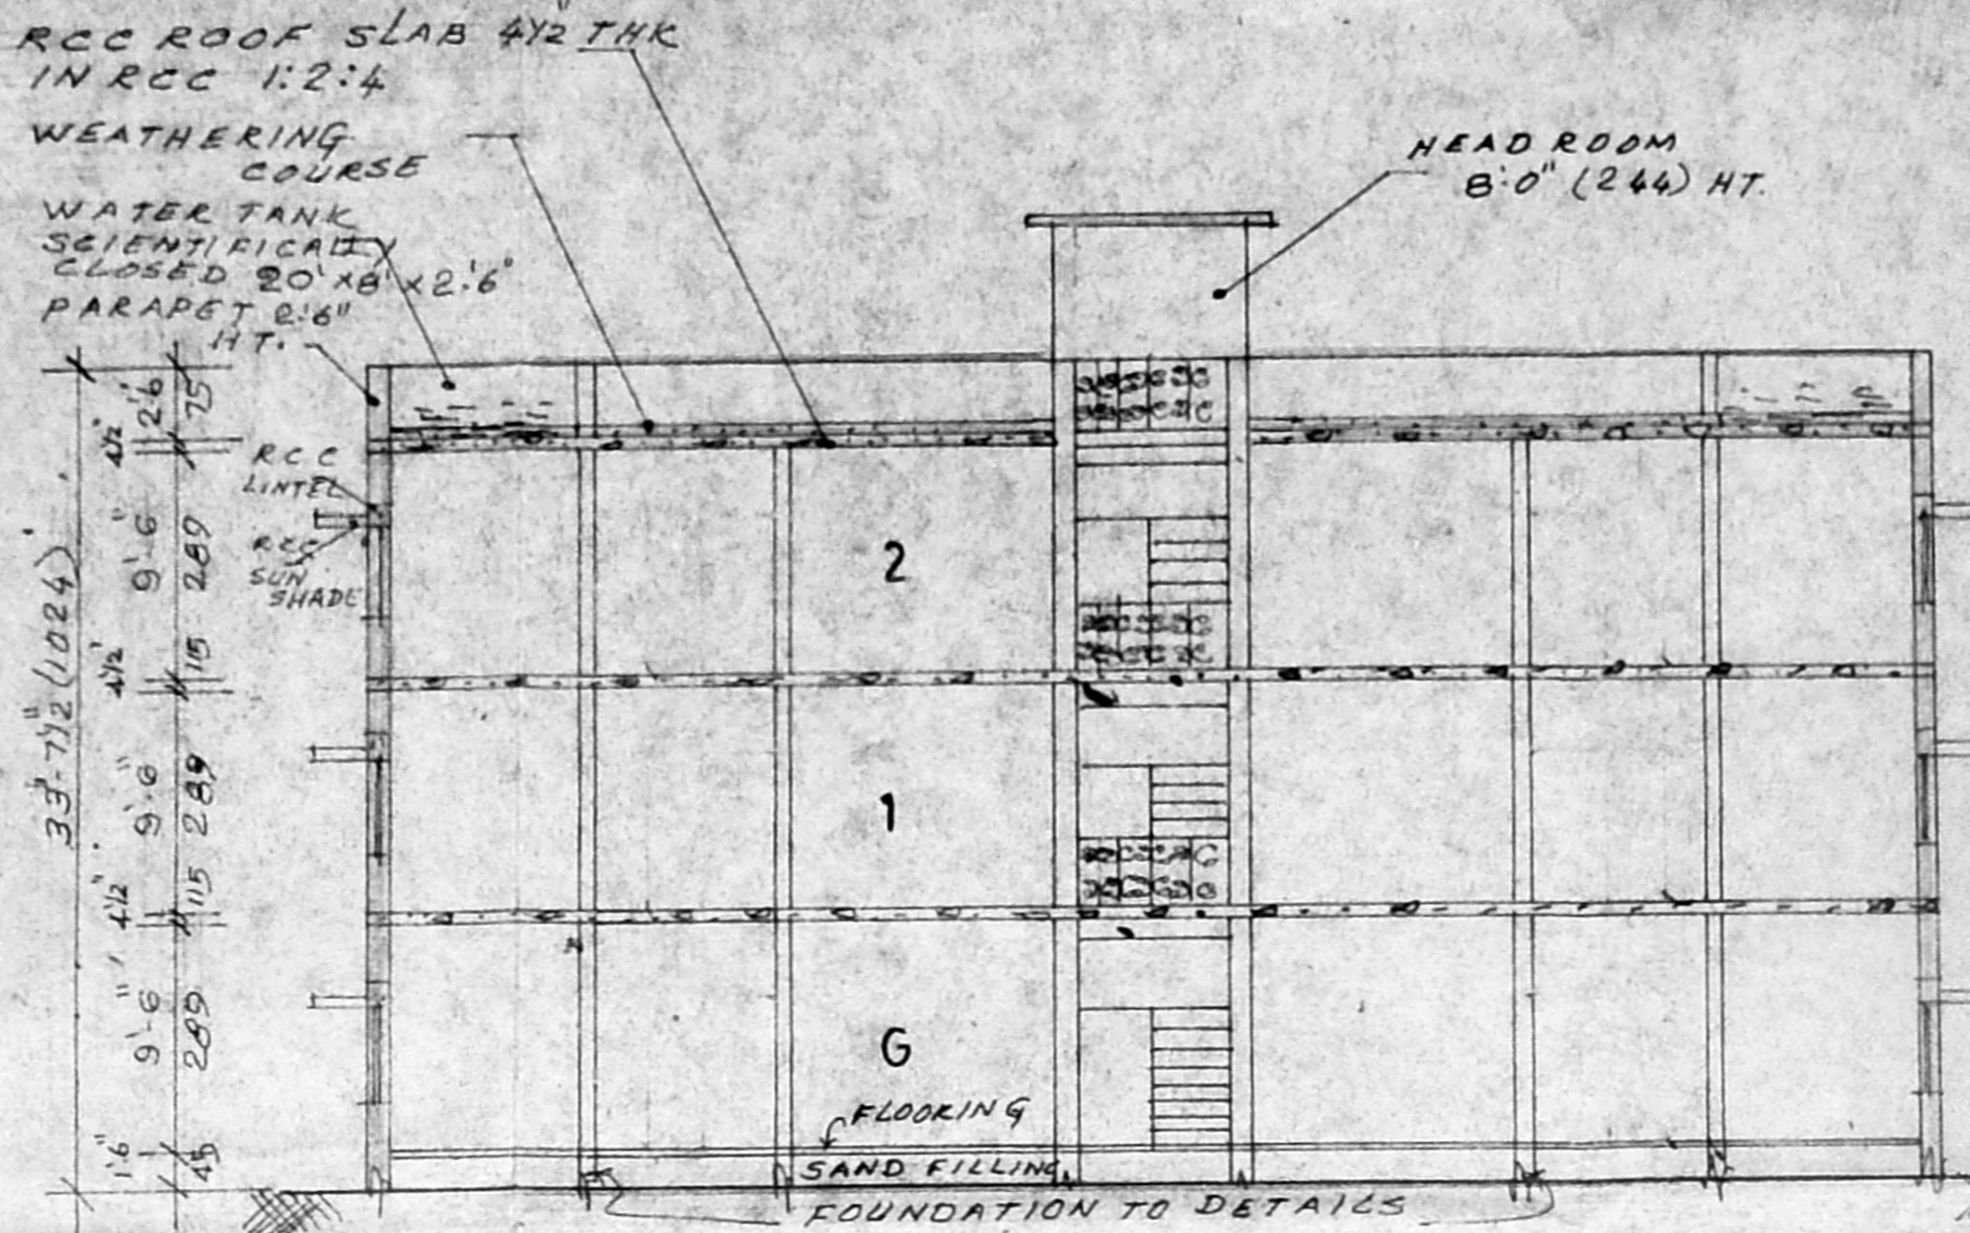 RCC ROOF SLAB 4½" THK
IN RCC 1:2:4
WEATHERING
COURSE
WATER TANK
SCIENTIFICALLY
CLOSED 20' x 8' x 2'.6"
PARAPET 2'.6"
HT.
HEAD ROOM
8'.0" (244) HT.
33'-7½" (1024)
2'.6 75
4½"
9'-6" 289
4½" 115
9'-6" 289
4½" 115
9'-6" 289
1'.6" 45
RCC
LINTEL
RCC
SUN
SHADE
2
1
G
FLOORING
SAND FILLING
FOUNDATION TO DETAILS